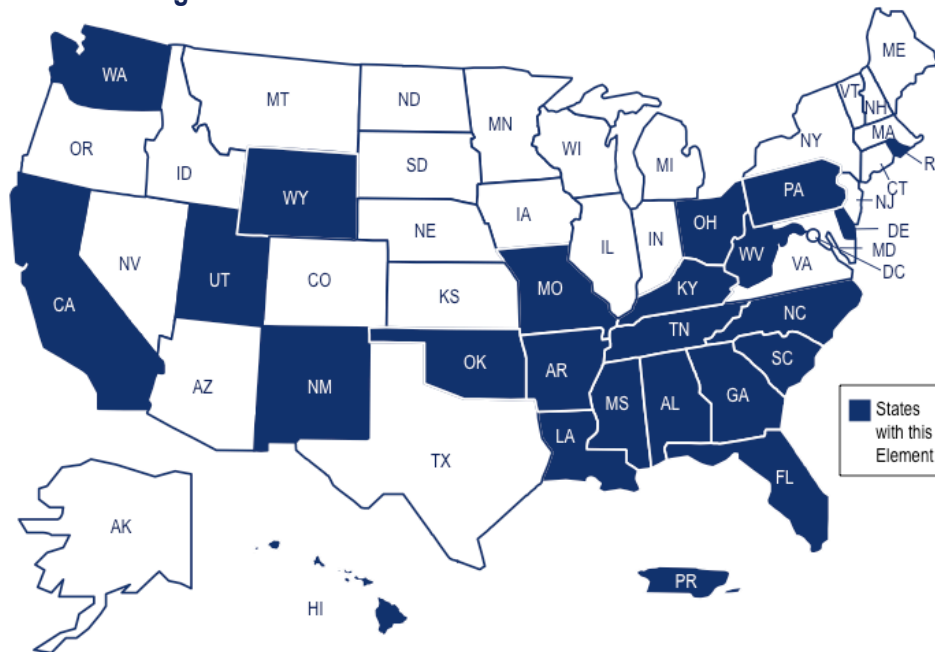 WA
MT
ND
MN
ME
VT
NH
OR
ID
SD
WI
MI
NY
MA
R
WY
CT
IA
PA
NJ
NE
NV
OH
DE
IL
IN
UT
CO
WV
MD
VA
DC
CA
KS
MO
KY
NC
TN
OK
AR
SC
AZ
NM
MS
AL
GA
States
with this
Element
LA
TX
FL
AK
PR
HI